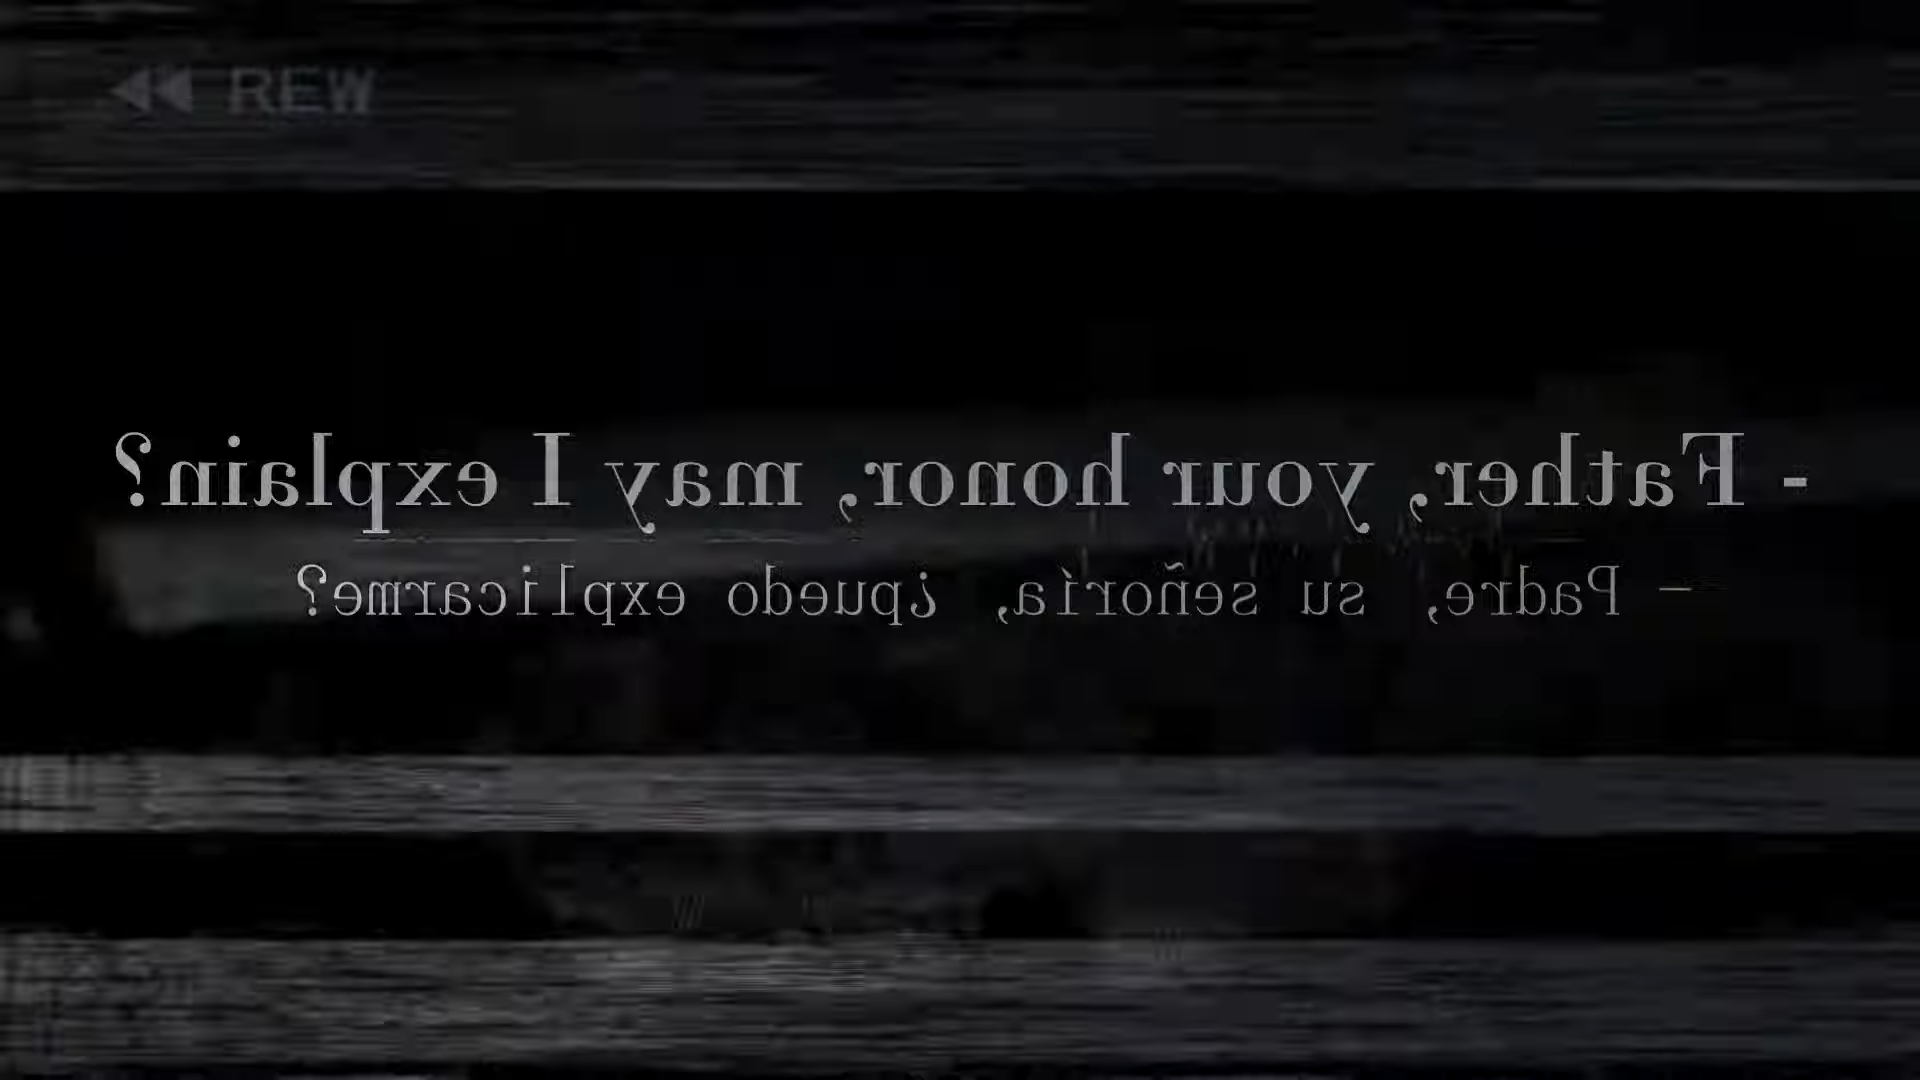 ◀◀ REW
- Father, your honor, may I explain?
— Padre, su señoría, ¿puedo explicarme?